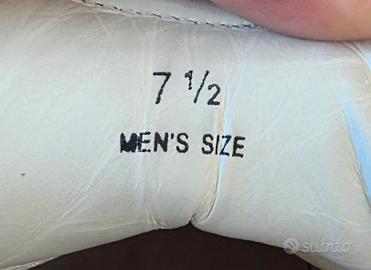 7 1/2
MEN'S SIZE
subito